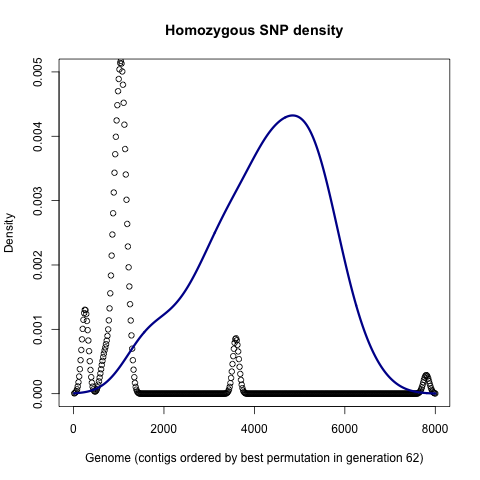 Homozygous SNP density
Density
0.005
0.004
0.003
0.002
0.001
0.000
0 2000 4000 6000 8000
Genome (contigs ordered by best permutation in generation 62)